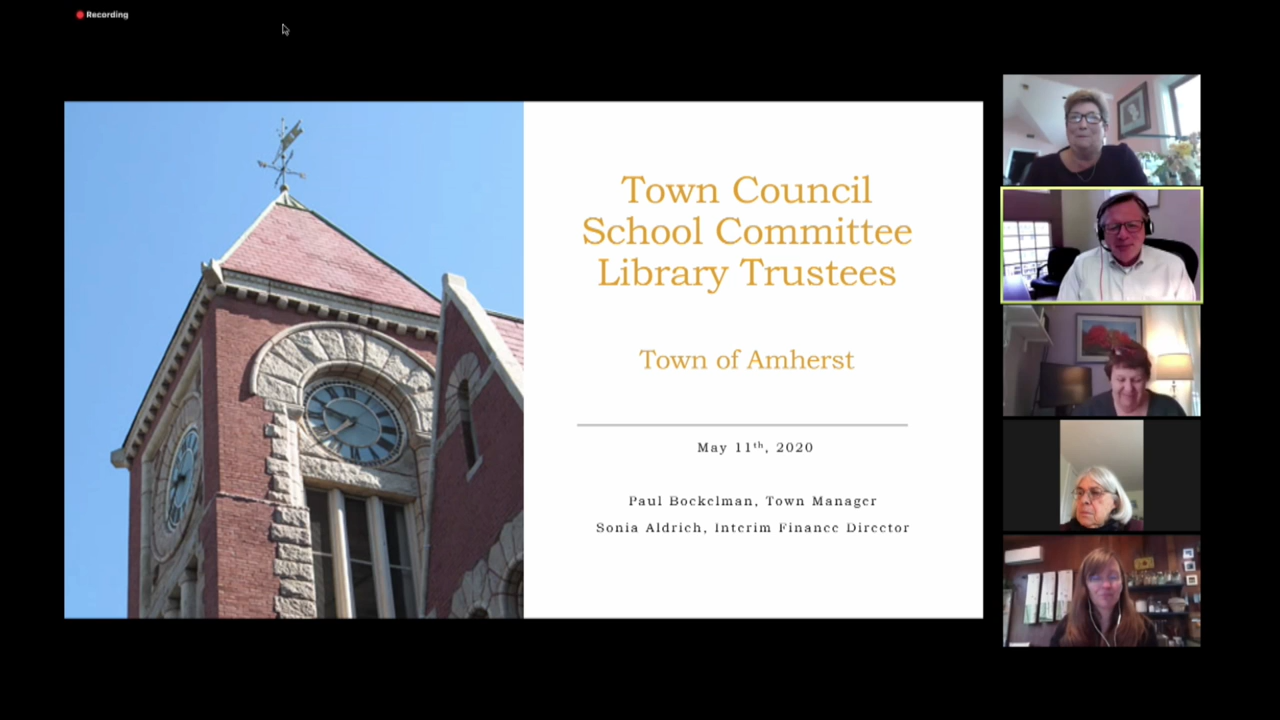 Recording
Town Council
School Committee
Library Trustees
Town of Amherst
May 11th, 2020
Paul Bockelman, Town Manager
Sonia Aldrich, Interim Finance Director